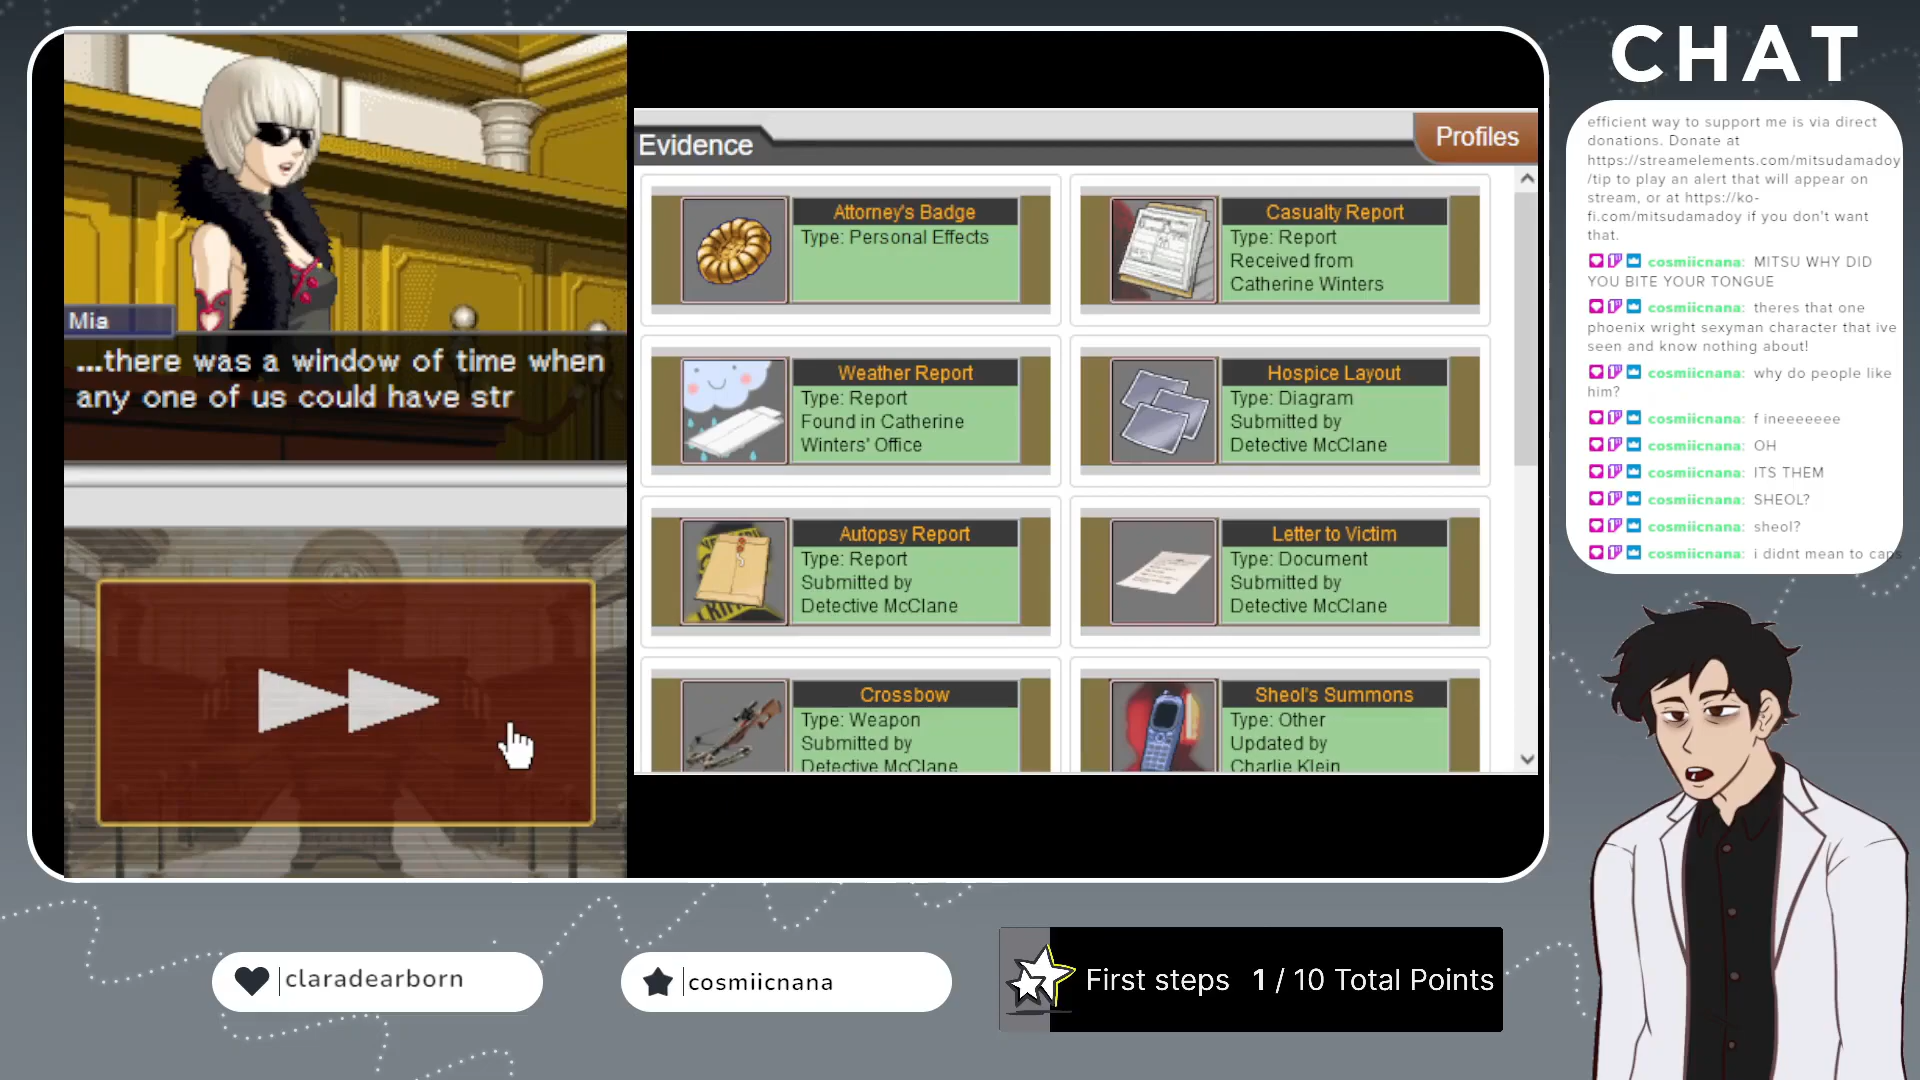 CHAT
efficient way to support me is via direct
donations. Donate at
https://streamelements.com/mitsudamadoy
/tip to play an alert that will appear on
stream, or at https://ko-
fi.com/mitsudamadoy if you don't want
that.
cosmiicnana: MITSU WHY DID
YOU BITE YOUR TONGUE
cosmiicnana: theres that one
phoenix wright sexyman character that ive
seen and know nothing about!
cosmiicnana: why do people like
him?
cosmiicnana: f ineeeeeee
cosmiicnana: OH
cosmiicnana: ITS THEM
cosmiicnana: SHEOL?
cosmiicnana: sheol?
cosmiicnana: i didnt mean to caps
Mia
...there was a window of time when
any one of us could have str
Evidence
Profiles
Attorney's Badge
Type: Personal Effects
Casualty Report
Type: Report
Received from
Catherine Winters
Weather Report
Type: Report
Found in Catherine
Winters' Office
Hospice Layout
Type: Diagram
Submitted by
Detective McClane
Autopsy Report
Type: Report
Submitted by
Detective McClane
Letter to Victim
Type: Document
Submitted by
Detective McClane
Crossbow
Type: Weapon
Submitted by
Detective McClane
Sheol's Summons
Type: Other
Updated by
Charlie Klein
claradearborn
cosmiicnana
First steps 1 / 10 Total Points